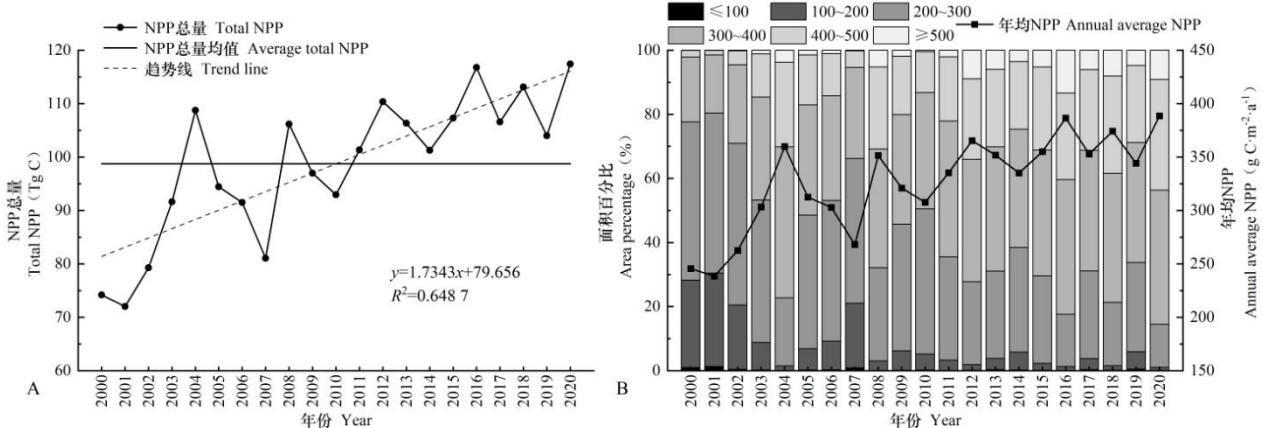 NPP总量 Total NPP
NPP总量均值 Average total NPP
趋势线 Trend line
120
110
100
90
80
70
60
NPP总量
Total NPP（Tg C）
y=1.7343x+79.656
R²=0.648 7
2000 2001 2002 2003 2004 2005 2006 2007 2008 2009 2010 2011 2012 2013 2014 2015 2016 2017 2018 2019 2020
A
年份 Year
≤100 100~200 200~300
300~400 400~500 ≥500
年均NPP Annual average NPP
100
80
60
40
20
0
面积百分比
Area percentage（%）
450
400
350
300
250
200
150
年均NPP
Annual average NPP (g C·m⁻²·a⁻¹)
2000 2001 2002 2003 2004 2005 2006 2007 2008 2009 2010 2011 2012 2013 2014 2015 2016 2017 2018 2019 2020
B
年份 Year